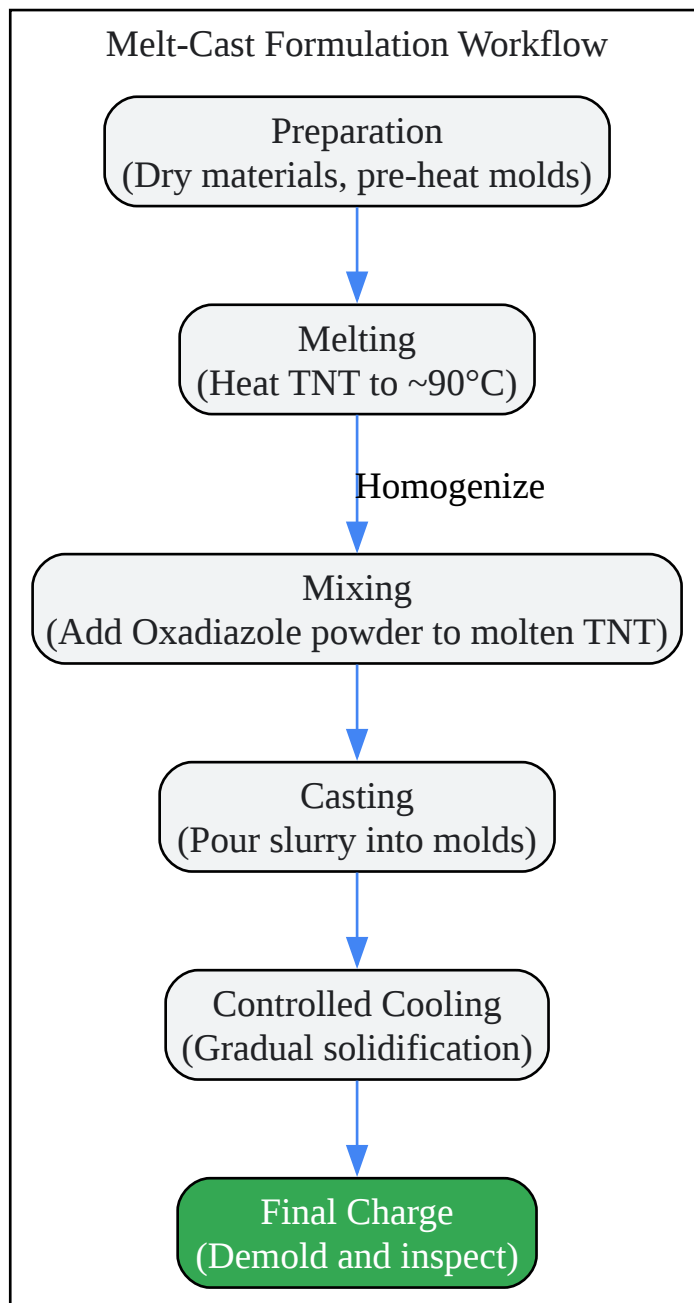 Melt-Cast Formulation Workflow
Preparation
(Dry materials, pre-heat molds)
Melting
(Heat TNT to ~90°C)
Homogenize
Mixing
(Add Oxadiazole powder to molten TNT)
Casting
(Pour slurry into molds)
Controlled Cooling
(Gradual solidification)
Final Charge
(Demold and inspect)